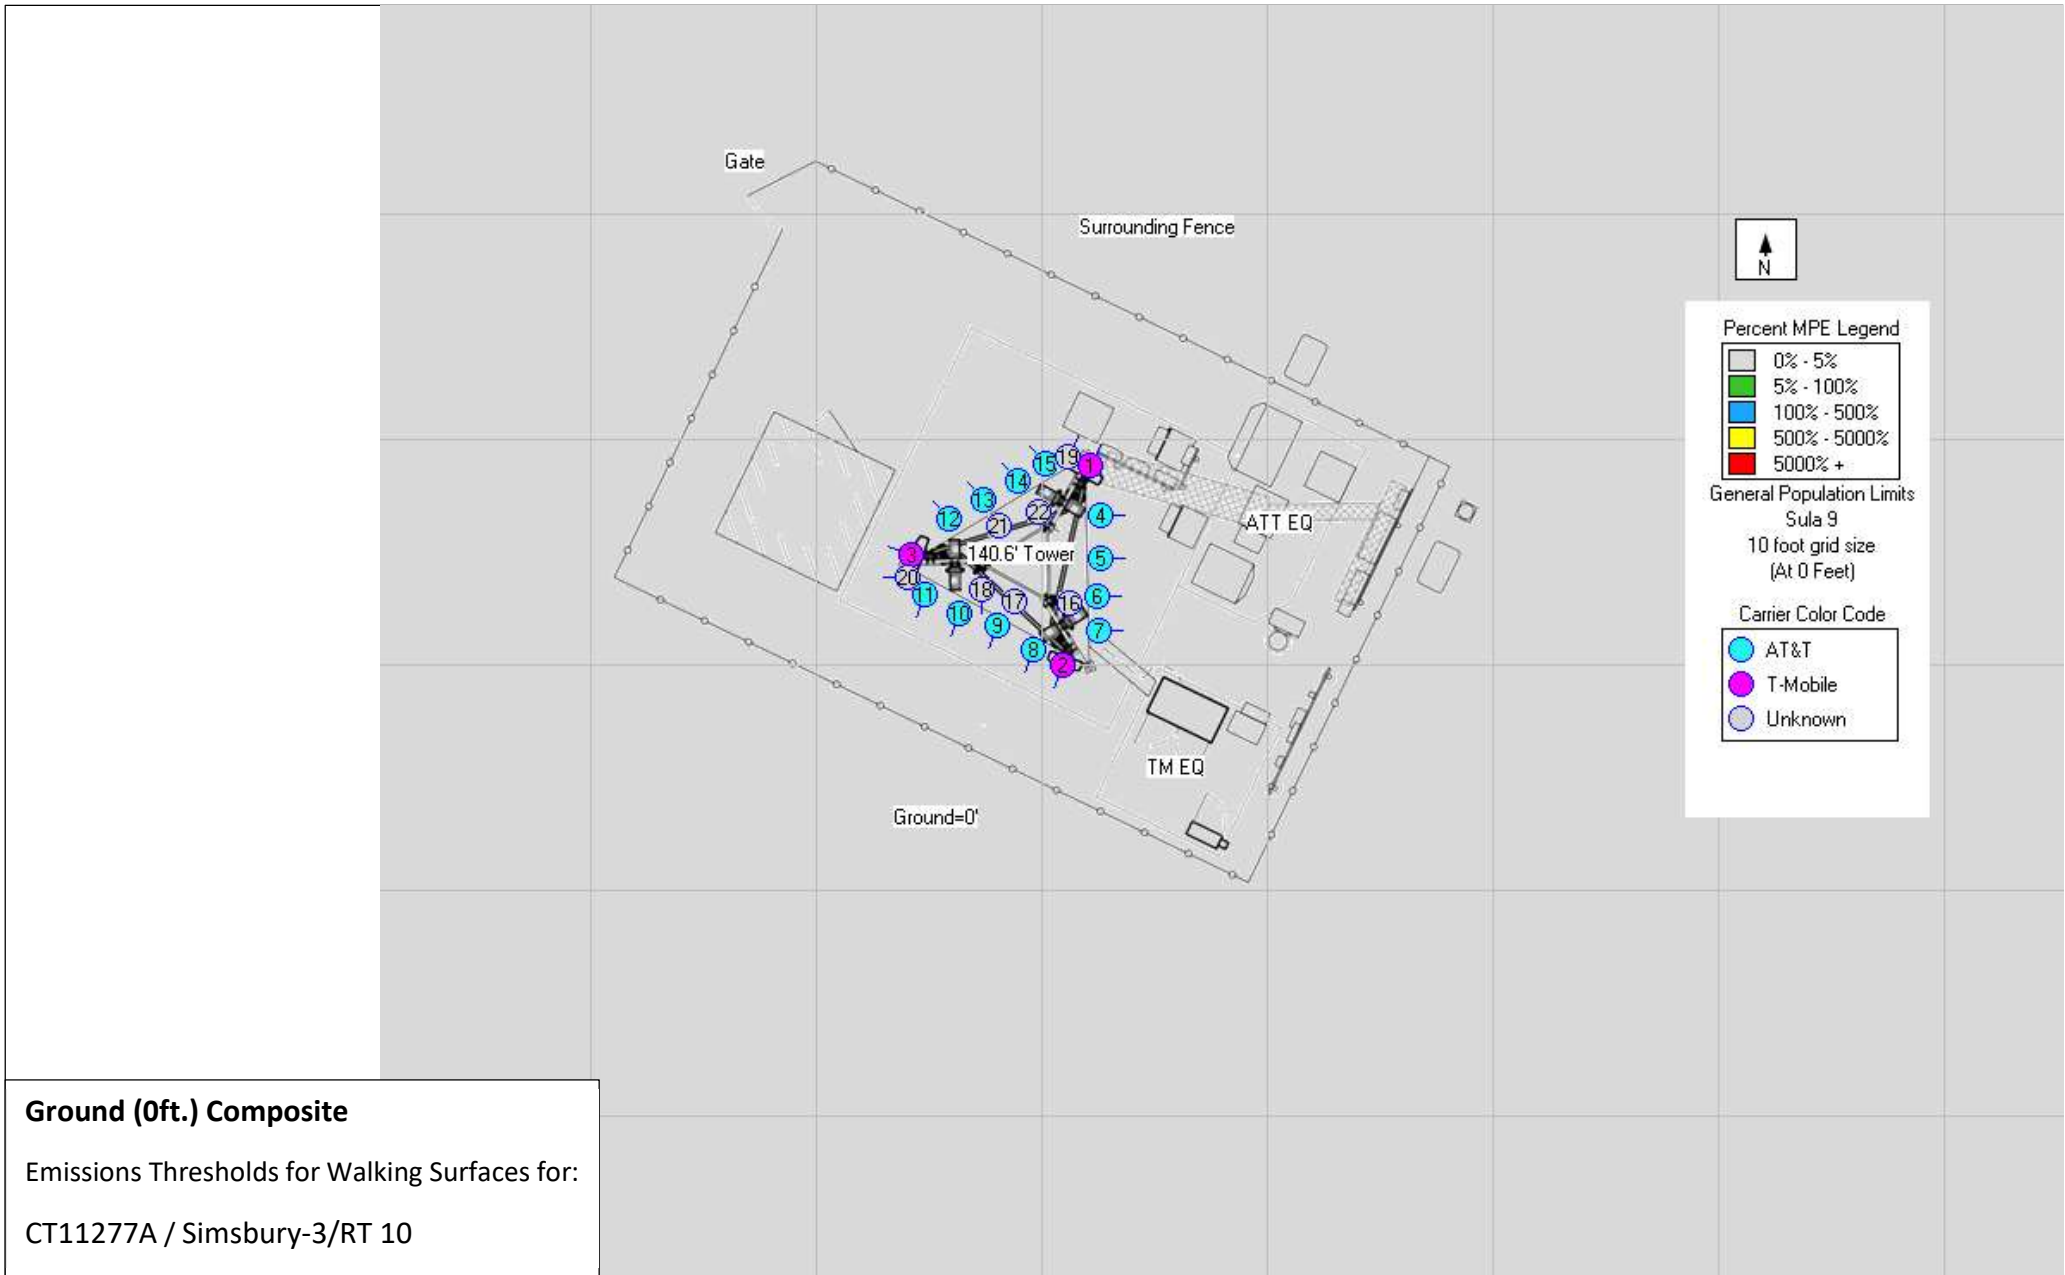 Gate
Surrounding Fence
N
Percent MPE Legend
0% - 5%
5% - 100%
100% - 500%
500% - 5000%
5000% +
General Population Limits
Sula 9
10 foot grid size
(At 0 Feet)
Carrier Color Code
AT&T
T-Mobile
Unknown
19
1
15
14
13
12
22
21
4
ATT EQ
3
140.6' Tower
5
20
11
18
17
16
6
10
9
7
8
2
TM EQ
Ground=0'
Ground (0ft.) Composite
Emissions Thresholds for Walking Surfaces for:
CT11277A / Simsbury-3/RT 10